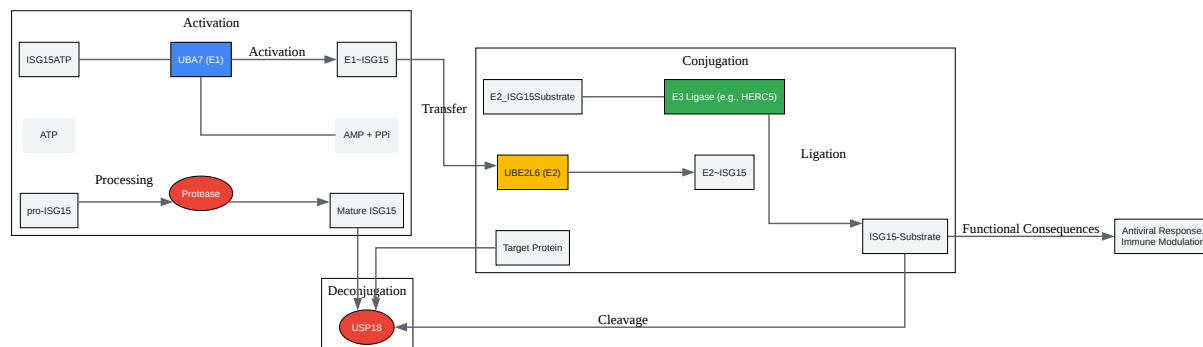 Activation
ISG15ATP
UBA7 (E1)
Activation
E1~ISG15
ATP
AMP + PPi
Processing
pro-ISG15
Protease
Mature ISG15
Transfer
Conjugation
E2_ISG15Substrate
E3 Ligase (e.g., HERC5)
Ligation
UBE2L6 (E2)
E2~ISG15
Target Protein
ISG15-Substrate
Functional Consequences
Antiviral Response,
Immune Modulation
Deconjugation
USP18
Cleavage